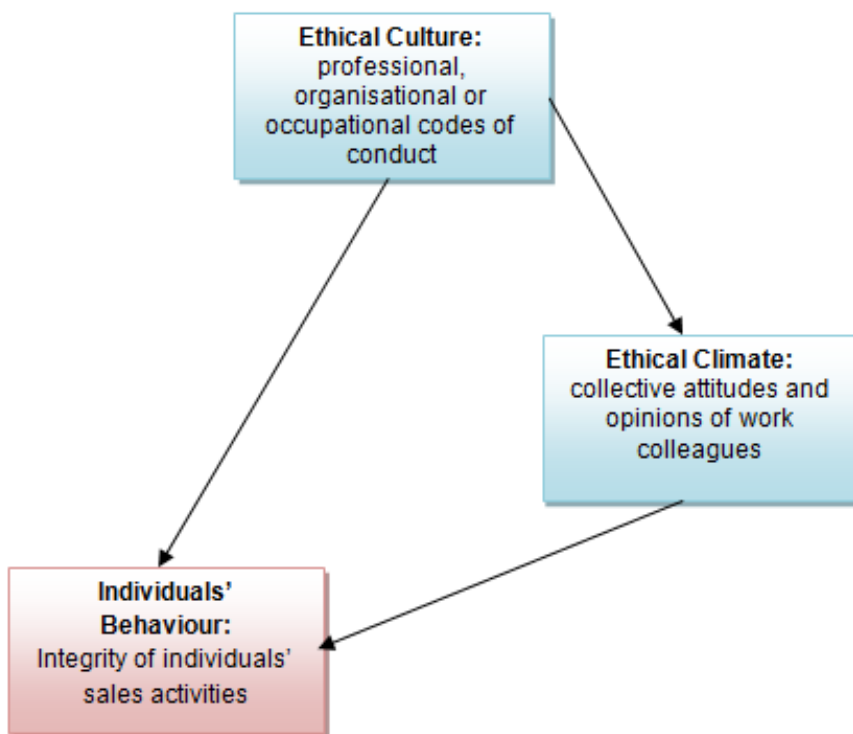 Ethical Culture:
professional,
organisational or
occupational codes of
conduct
Ethical Climate:
collective attitudes and
opinions of work
colleagues
Individuals’
Behaviour:
Integrity of individuals’
sales activities